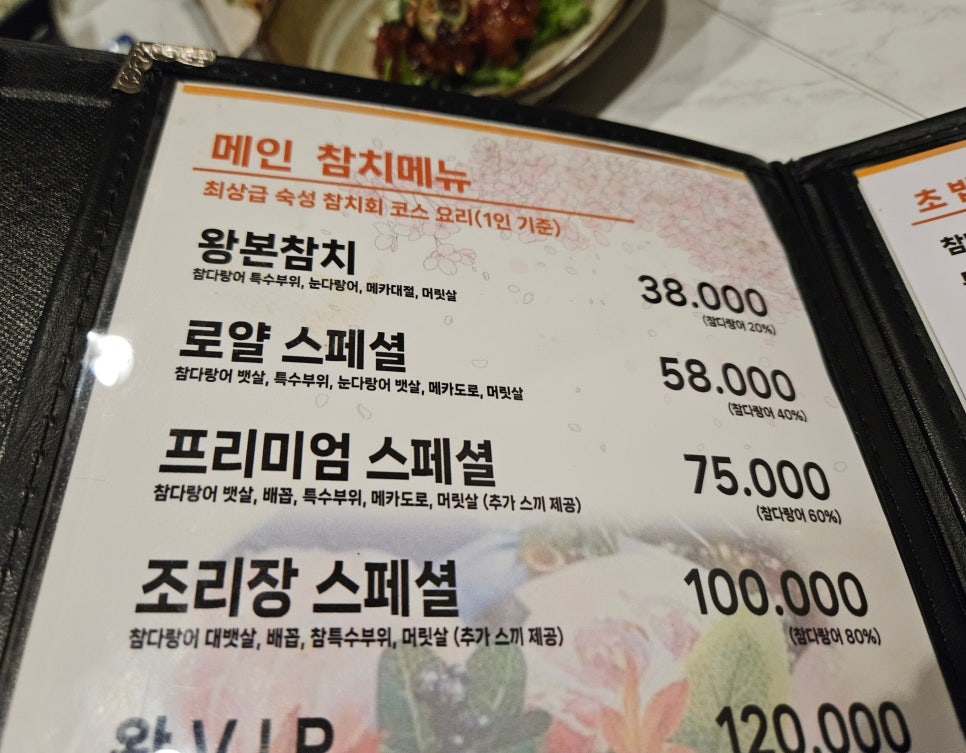 메인 참치메뉴
최상급 숙성 참치회 코스 요리(1인 기준)
왕본참치
참다랑어 특수부위, 눈다랑어, 메카대절, 머릿살
38.000
(참다랑어 20%)
로얄 스페셜
참다랑어 뱃살, 특수부위, 눈다랑어 뱃살, 메카도로, 머릿살
58.000
(참다랑어 40%)
프리미엄 스페셜
참다랑어 뱃살, 배꼽, 특수부위, 메카도로, 머릿살 (추가 스끼 제공)
75.000
(참다랑어 60%)
조리장 스페셜
참다랑어 대뱃살, 배꼽, 참특수부위, 머릿살 (추가 스끼 제공)
100.000
(참다랑어 80%)
왕 V.I.P
120.000
초